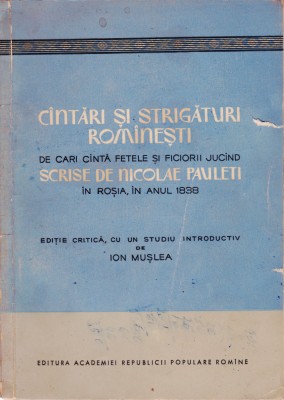 CÎNTĂRI ȘI STRIGĂTURI
ROMÎNEȘTI
DE CARI CÎNTĂ FETELE ȘI FICIORII JUCÎND
SCRISE DE NICOLAE PAULETI
ÎN ROȘIA, ÎN ANUL 1838
EDIȚIE CRITICĂ, CU UN STUDIU INTRODUCTIV
DE
ION MUȘLEA
EDITURA ACADEMIEI REPUBLICII POPULARE ROMÎNE